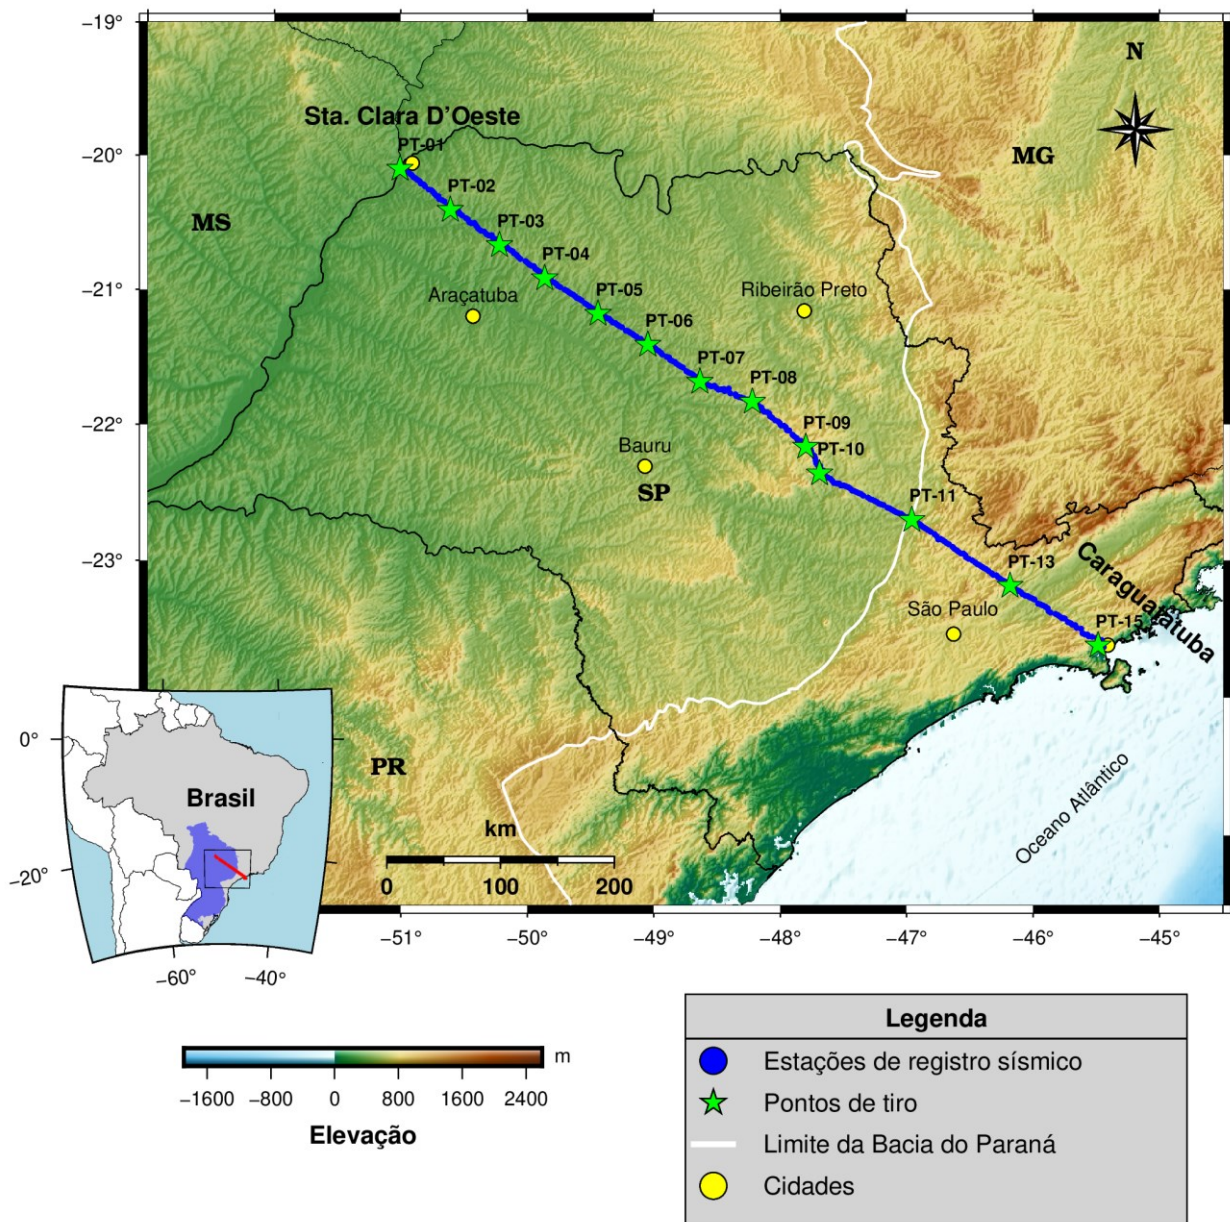 −19°
−20°
−21°
−22°
−23°
Sta. Clara D'Oeste
PT-01
PT-02
PT-03
PT-04
PT-05
PT-06
PT-07
PT-08
PT-09
PT-10
PT-11
PT-13
PT-15
N
MG
MS
Araçatuba
Ribeirão Preto
Bauru
SP
São Paulo
Caraguatatuba
PR
Oceano Atlântico
km
0 100 200
−51° −50° −49° −48° −47° −46° −45°
0°
−20°
Brasil
−60° −40°
m
−1600 −800 0 800 1600 2400
Elevação
Legenda
Estações de registro sísmico
Pontos de tiro
Limite da Bacia do Paraná
Cidades